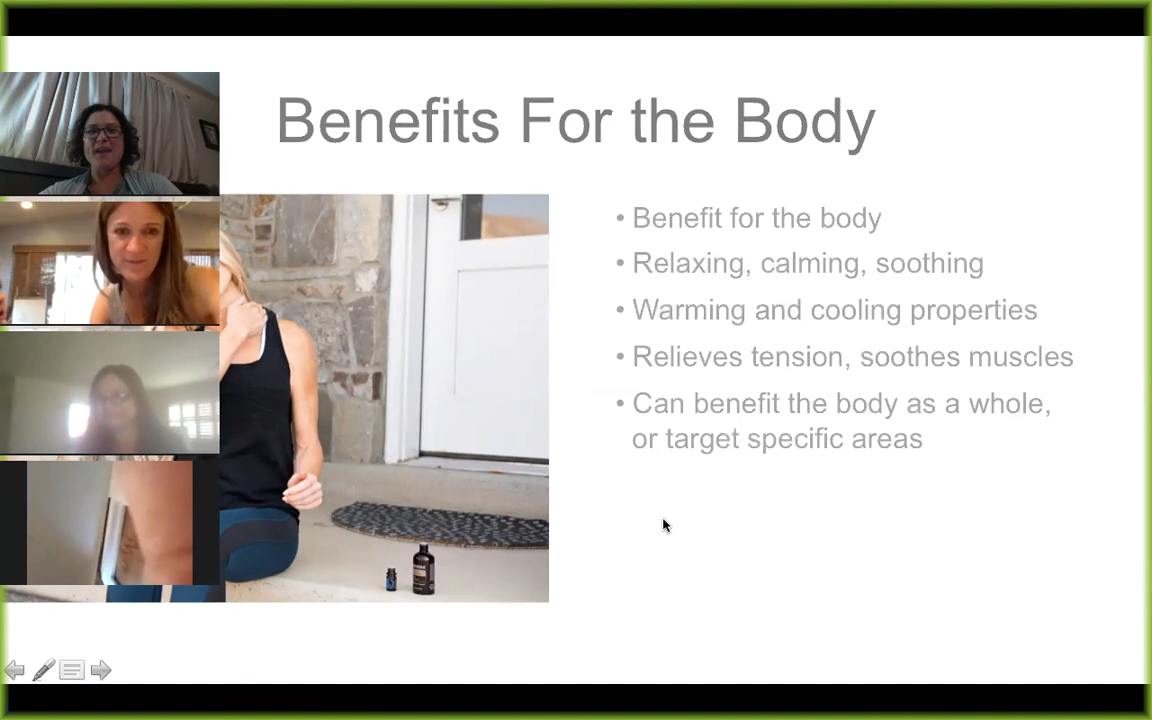 Benefits For the Body
• Benefit for the body
• Relaxing, calming, soothing
• Warming and cooling properties
• Relieves tension, soothes muscles
• Can benefit the body as a whole,
or target specific areas